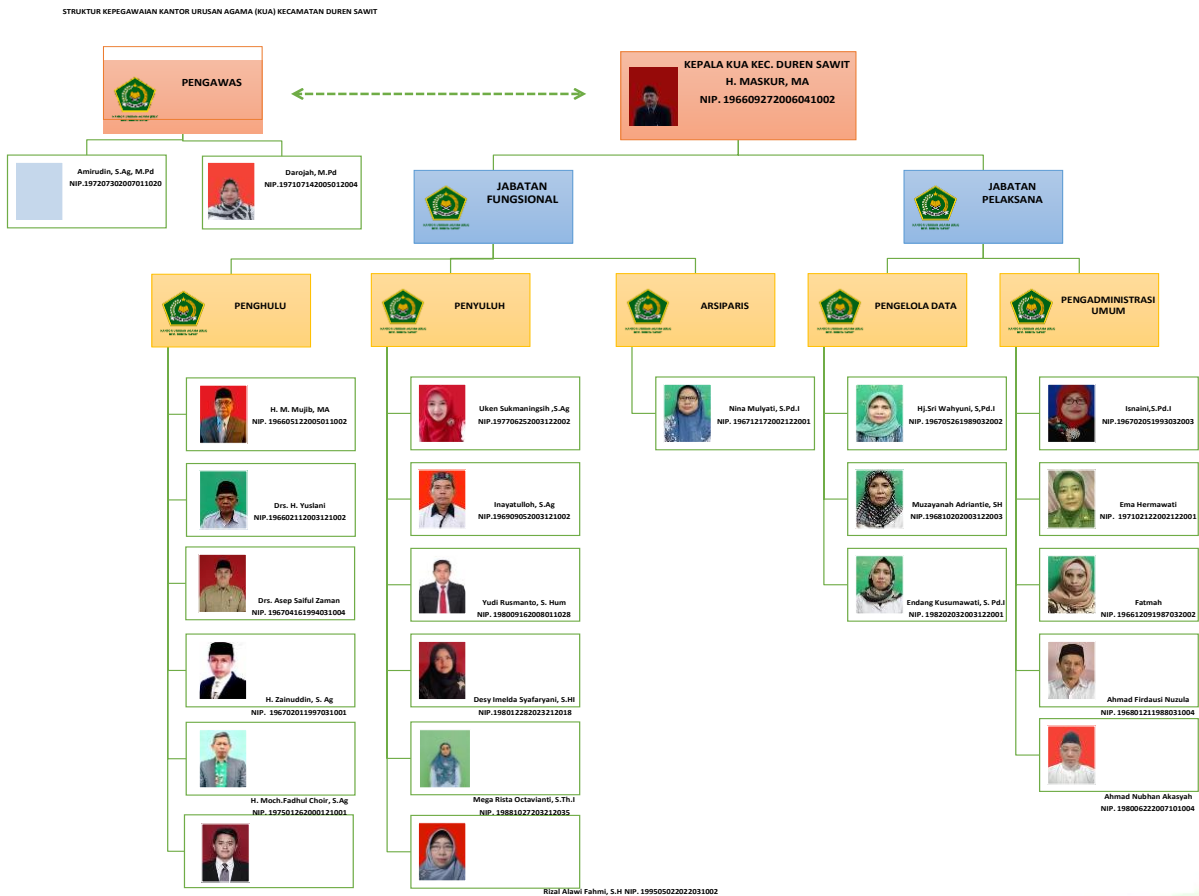 STRUKTUR KEPEGAWAIAN KANTOR URUSAN AGAMA (KUA) KECAMATAN DUREN SAWIT
PENGAWAS
KEPALA KUA KEC. DUREN SAWIT
H. MASKUR, MA
NIP. 196609272006041002
Amirudin, S.Ag, M.Pd
NIP.197207302007011020
Darojah, M.Pd
NIP.197107142005012004
JABATAN
FUNGSIONAL
JABATAN
PELAKSANA
PENGHULU
PENYULUH
ARSIPARIS
PENGELOLA DATA
PENGADMINISTRASI
UMUM
H. M. Mujib, MA
NIP. 196605122005011002
Drs. H. Yuslani
NIP.196602112003121002
Drs. Asep Saiful Zaman
NIP. 196704161994031004
H. Zainuddin, S. Ag
NIP. 196702011997031001
H. Moch.Fadhul Choir, S.Ag
NIP. 197501262000121001
Uken Sukmaningsih ,S.Ag
NIP.197706252003122002
Inayatulloh, S.Ag
NIP.196909052003121002
Yudi Rusmanto, S. Hum
NIP. 198009162008011028
Desy Imelda Syafaryani, S.HI
NIP.198012282023212018
Mega Rista Octavianti, S.Th.I
NIP. 19881027203212035
Nina Mulyati, S.Pd.I
NIP. 196712172002122001
Hj.Sri Wahyuni, S,Pd.I
NIP. 196705261989032002
Muzayanah Adriantie, SH
NIP.196810202003122003
Endang Kusumawati, S. Pd.I
NIP. 198202032003122001
Isnaini,S.Pd.I
NIP.196702051993032003
Ema Hermawati
NIP. 197102122002122001
Fatmah
NIP. 196612091987032002
Ahmad Firdausi Nuzula
NIP. 196801211988031004
Ahmad Nubhan Akasyah
NIP. 198006222007101004
Rizal Alawi Fahmi, S.H NIP. 199505022022031002